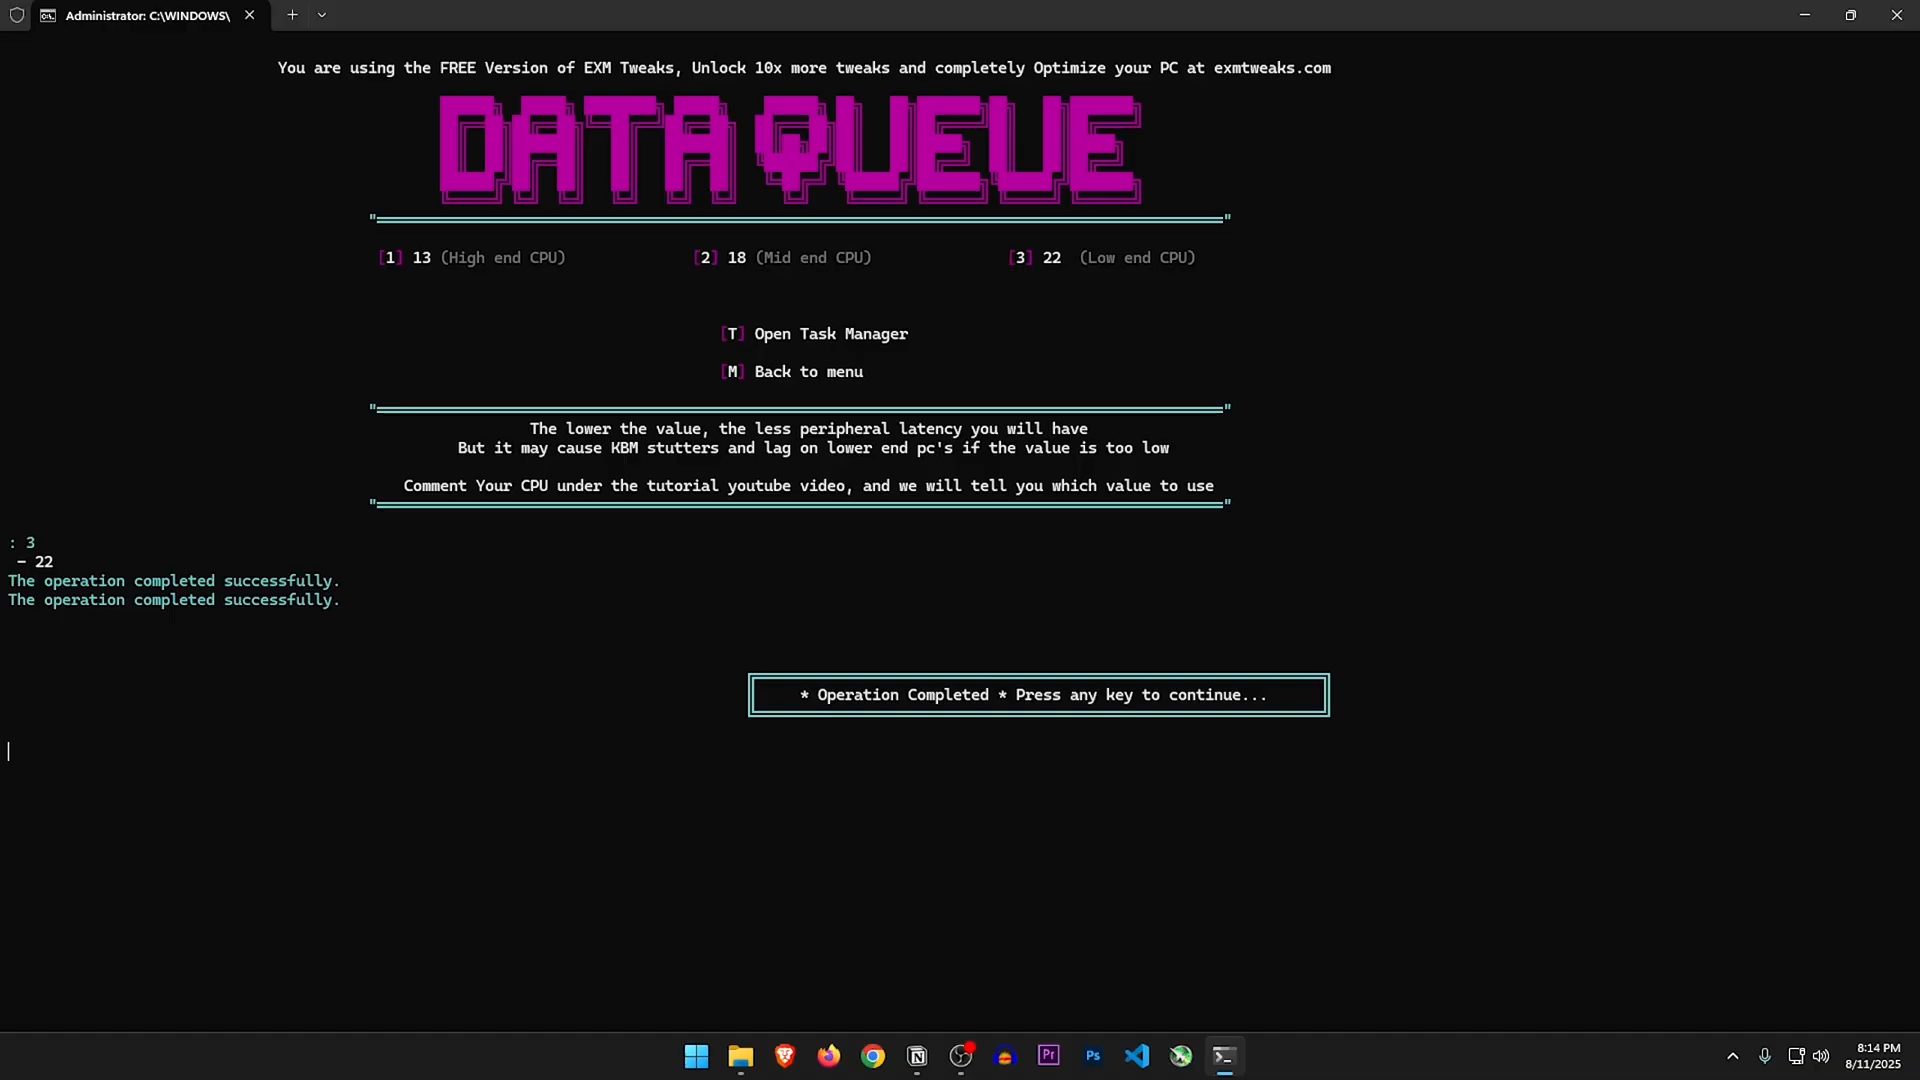 Administrator: C:\WINDOWS\
You are using the FREE Version of EXM Tweaks, Unlock 10x more tweaks and completely Optimize your PC at exmtweaks.com
DATA QUEUE
[1] 13 (High end CPU) [2] 18 (Mid end CPU) [3] 22 (Low end CPU)
[T] Open Task Manager
[M] Back to menu
The lower the value, the less peripheral latency you will have
But it may cause KBM stutters and lag on lower end pc's if the value is too low
Comment Your CPU under the tutorial youtube video, and we will tell you which value to use
: 3
- 22
The operation completed successfully.
The operation completed successfully.
* Operation Completed * Press any key to continue...
Pr
Ps
8:14 PM
8/11/2025